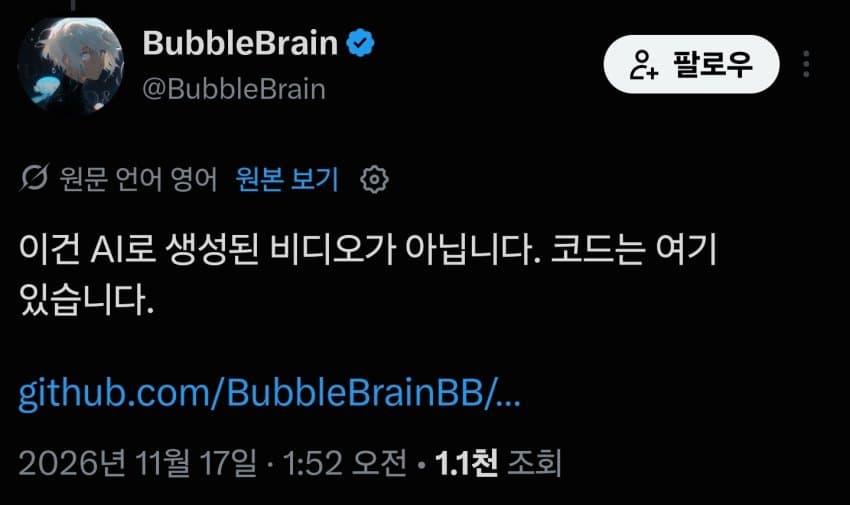 BubbleBrain
@BubbleBrain
팔로우
원문 언어 영어 원본 보기
이건 AI로 생성된 비디오가 아닙니다. 코드는 여기
있습니다.
github.com/BubbleBrainBB/...
2026년 11월 17일 · 1:52 오전 • 1.1천 조회